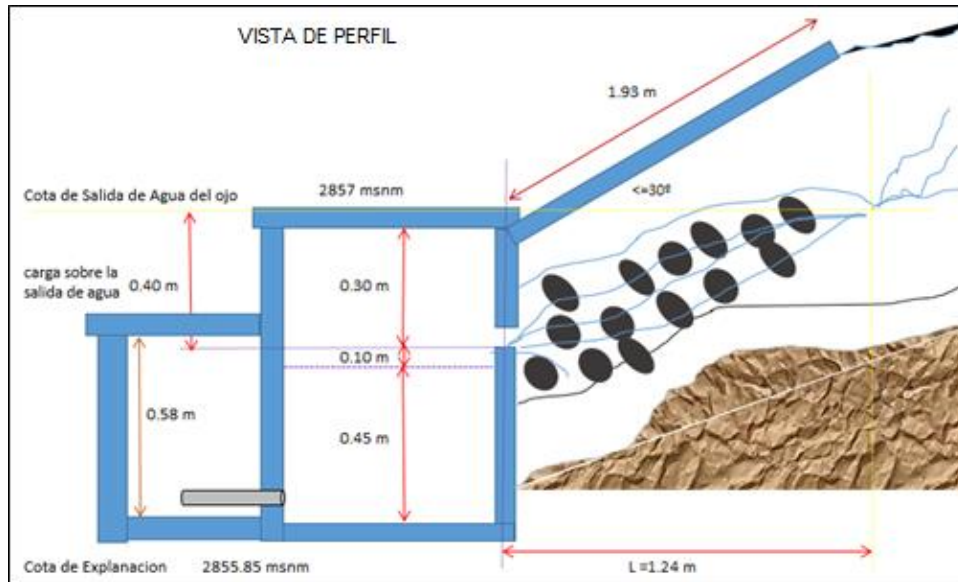 VISTA DE PERFIL
1.93 m
Cota de Salida de Agua del ojo
2857 msnm
<=30º
carga sobre la
salida de agua
0.40 m
0.30 m
0.10 m
0.58 m
0.45 m
Cota de Explanacion
2855.85 msnm
L =1.24 m